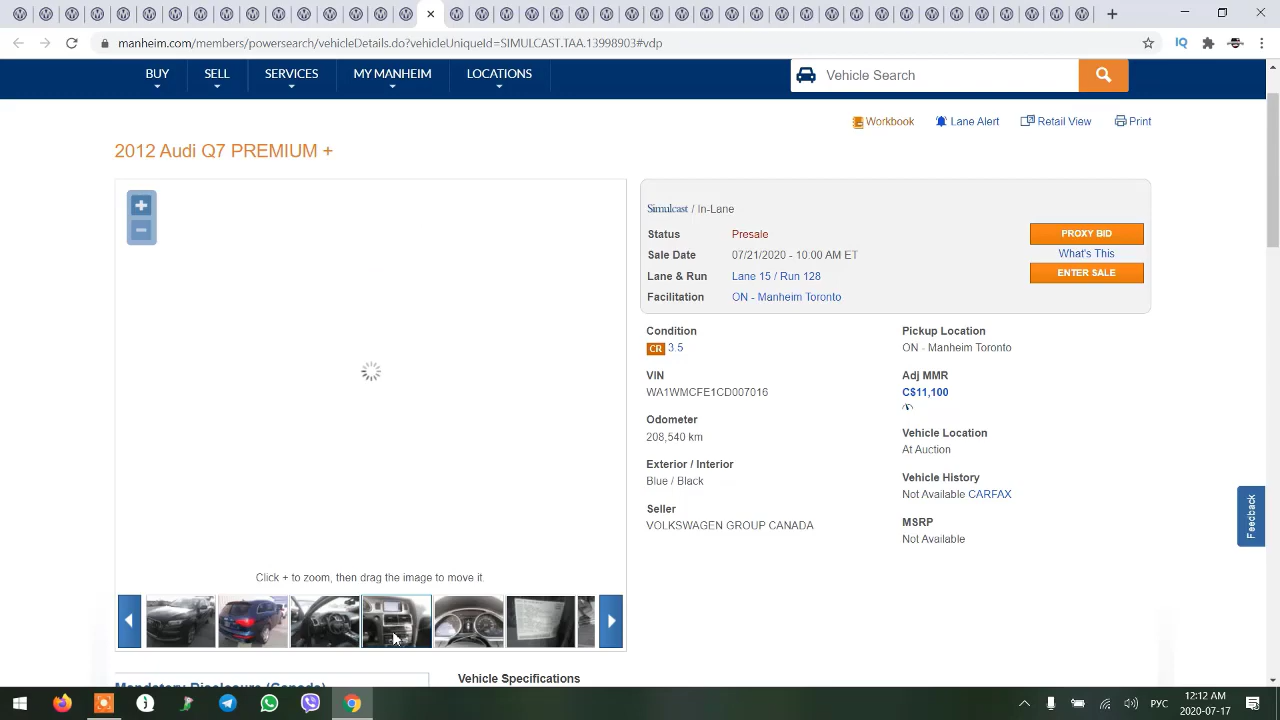 manheim.com/members/powersearch/vehicleDetails.do?vehicleUniqueId=SIMULCAST.TAA.13998903#vdp
IQ
BUY SELL SERVICES MY MANHEIM LOCATIONS
Vehicle Search
Workbook Lane Alert Retail View Print
2012 Audi Q7 PREMIUM +
+
−
Click + to zoom, then drag the image to move it.
Simulcast / In-Lane
Status Presale
Sale Date 07/21/2020 - 10:00 AM ET
Lane & Run Lane 15 / Run 128
Facilitation ON - Manheim Toronto
PROXY BID
What's This
ENTER SALE
Condition
CR 3.5
VIN
WA1WMCFE1CD007016
Odometer
208,540 km
Exterior / Interior
Blue / Black
Seller
VOLKSWAGEN GROUP CANADA
Pickup Location
ON - Manheim Toronto
Adj MMR
C$11,100
Vehicle Location
At Auction
Vehicle History
Not Available CARFAX
MSRP
Not Available
Feedback
Mandatory Disclosure (Canada)
Vehicle Specifications
РУС
12:12 AM
2020-07-17